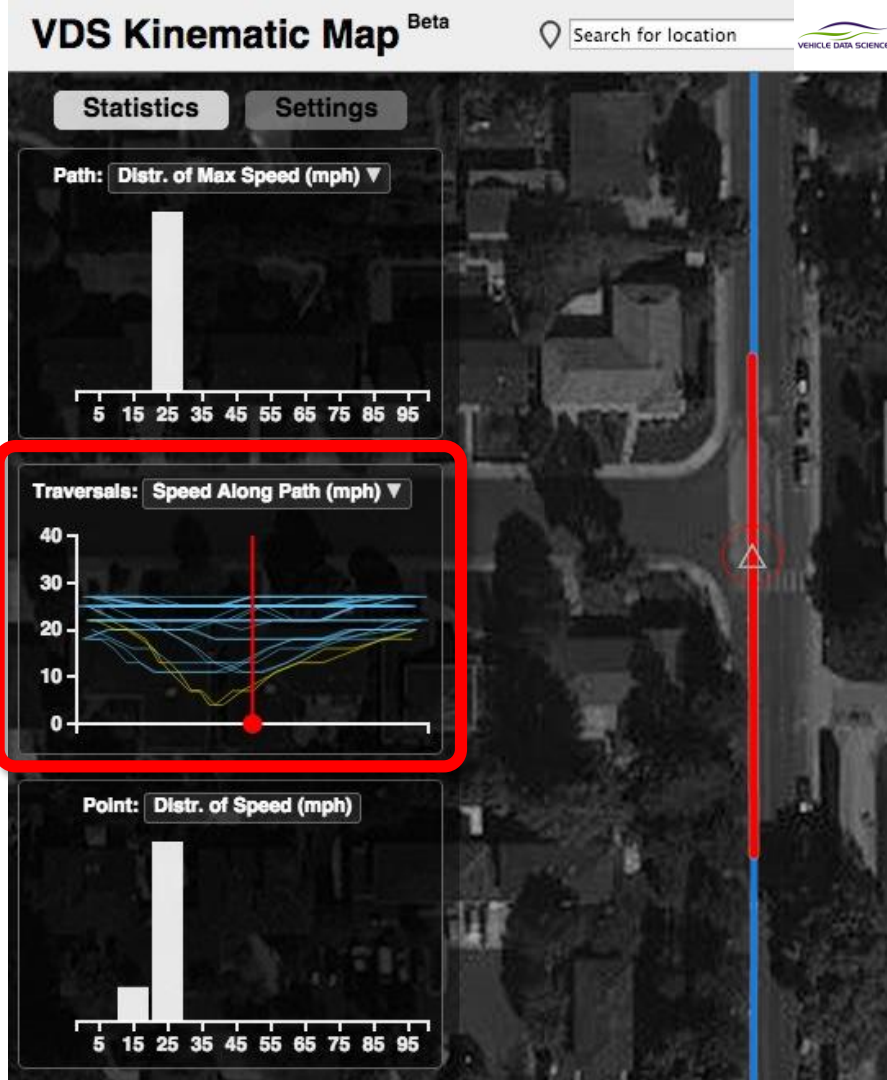 VDS Kinematic Map Beta
Search for location
VEHICLE DATA SCIENCE
Statistics Settings
Path: Distr. of Max Speed (mph) ▼
5 15 25 35 45 55 65 75 85 95
Traversals: Speed Along Path (mph) ▼
40
30
20
10
0
Point: Distr. of Speed (mph)
5 15 25 35 45 55 65 75 85 95